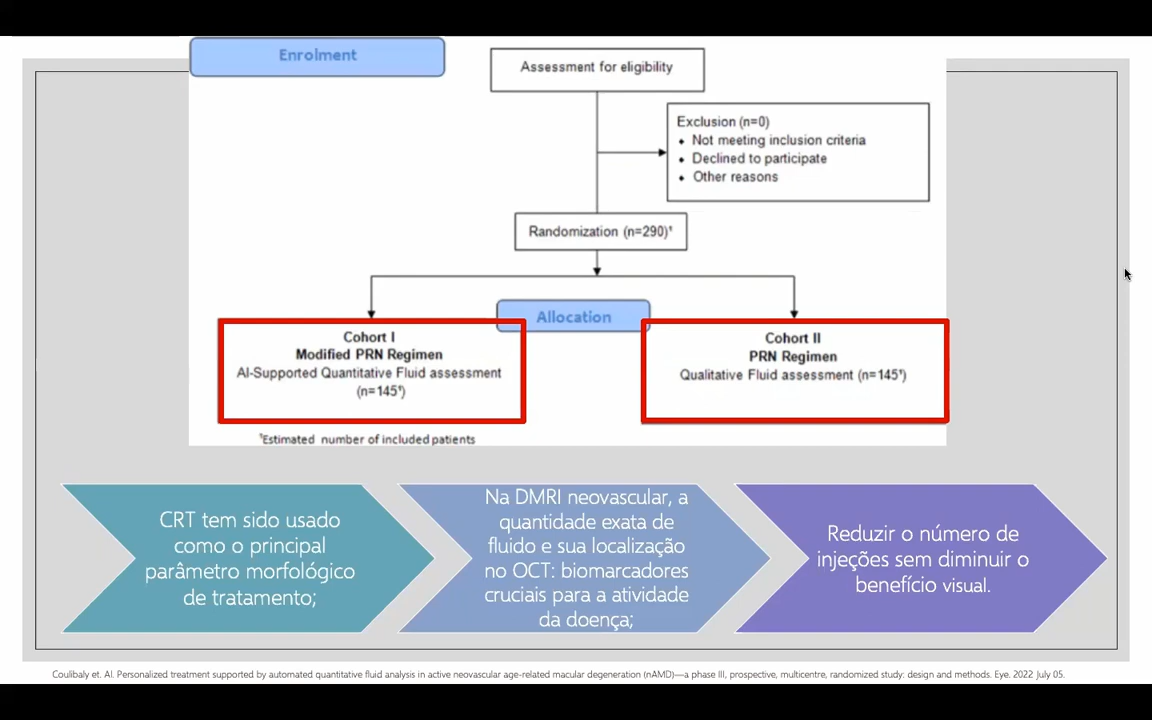 Enrolment
Assessment for eligibility
Exclusion (n=0)
• Not meeting inclusion criteria
• Declined to participate
• Other reasons
Randomization (n=290)¹
Allocation
Cohort I
Modified PRN Regimen
AI-Supported Quantitative Fluid assessment
(n=145¹)
Cohort II
PRN Regimen
Qualitative Fluid assessment (n=145¹)
¹Estimated number of included patients
CRT tem sido usado
como o principal
parâmetro morfológico
de tratamento;
Na DMRI neovascular, a
quantidade exata de
fluido e sua localização
no OCT: biomarcadores
cruciais para a atividade
da doença;
Reduzir o número de
injeções sem diminuir o
benefício visual.
Coulibaly et. Al. Personalized treatment supported by automated quantitative fluid analysis in active neovascular age-related macular degeneration (nAMD)—a phase III, prospective, multicentre, randomized study: design and methods. Eye. 2022 July 05.